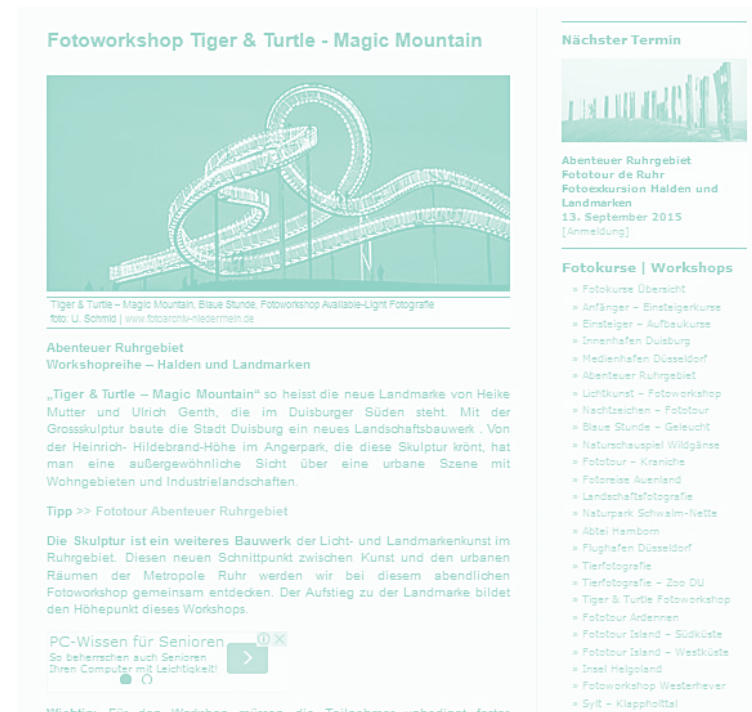 Fotoworkshop Tiger & Turtle - Magic Mountain
Tiger & Turtle – Magic Mountain, Blaue Stunde, Fotoworkshop Available-Light Fotografie
foto: U. Schmid | www.fotoarchiv-niederrhein.de
Abenteuer Ruhrgebiet
Workshopreihe – Halden und Landmarken
„Tiger & Turtle – Magic Mountain“ so heisst die neue Landmarke von Heike
Mutter und Ulrich Genth, die im Duisburger Süden steht. Mit der
Grossskulptur baute die Stadt Duisburg ein neues Landschaftsbauwerk . Von
der Heinrich- Hildebrand-Höhe im Angerpark, die diese Skulptur krönt, hat
man eine außergewöhnliche Sicht über eine urbane Szene mit
Wohngebieten und Industrielandschaften.
Tipp >> Fototour Abenteuer Ruhrgebiet
Die Skulptur ist ein weiteres Bauwerk der Licht- und Landmarkenkunst im
Ruhrgebiet. Diesen neuen Schnittpunkt zwischen Kunst und den urbanen
Räumen der Metropole Ruhr werden wir bei diesem abendlichen
Fotoworkshop gemeinsam entdecken. Der Aufstieg zu der Landmarke bildet
den Höhepunkt dieses Workshops.
PC-Wissen für Senioren
So beherrschen auch Senioren
Ihren Computer mit Leichtigkeit!
Wichtig: Für den Workshop müssen die Teilnehmer unbedingt fester
Nächster Termin
Abenteuer Ruhrgebiet
Fototour de Ruhr
Fotoexkursion Halden und
Landmarken
13. September 2015
[Anmeldung]
Fotokurse | Workshops
» Fotokurse Übersicht
» Anfänger – Einsteigerkurse
» Einsteiger – Aufbaukurse
» Innenhafen Duisburg
» Medienhafen Düsseldorf
» Abenteuer Ruhrgebiet
» Lichtkunst – Fotoworkshop
» Nachtzeichen – Fototour
» Blaue Stunde – Geleucht
» Naturschauspiel Wildgänse
» Fototour – Kraniche
» Fotoreise Auenland
» Landschaftsfotografie
» Naturpark Schwalm-Nette
» Abtei Hamborn
» Flughafen Düsseldorf
» Tierfotografie
» Tierfotografie – Zoo DU
» Tiger & Turtle Fotoworkshop
» Fototour Ardennen
» Fototour Island – Südküste
» Fototour Island – Westküste
» Insel Helgoland
» Fotoworkshop Westerhever
» Sylt – Klappholttal